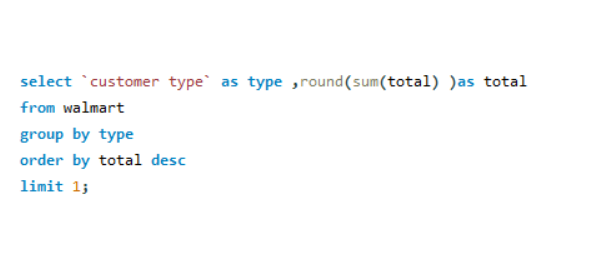 select `customer type` as type ,round(sum(total) )as total
from walmart
group by type
order by total desc
limit 1;